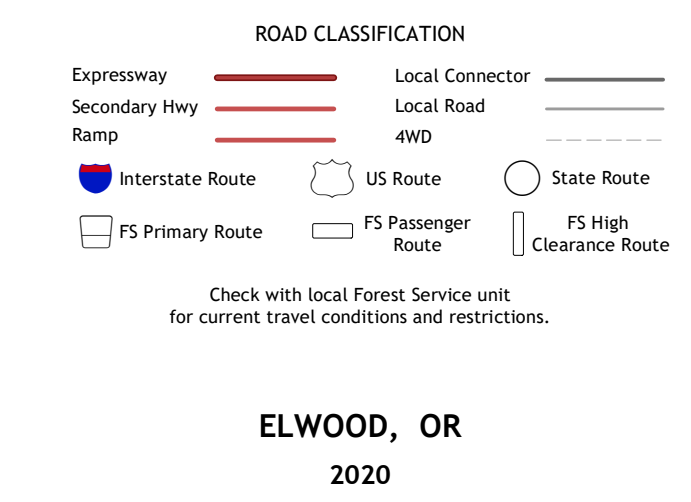 ROAD CLASSIFICATION
Expressway
Local Connector
Secondary Hwy
Local Road
Ramp
4WD
Interstate Route
US Route
State Route
FS Primary Route
FS Passenger
Route
FS High
Clearance Route
Check with local Forest Service unit
for current travel conditions and restrictions.
ELWOOD, OR
2020